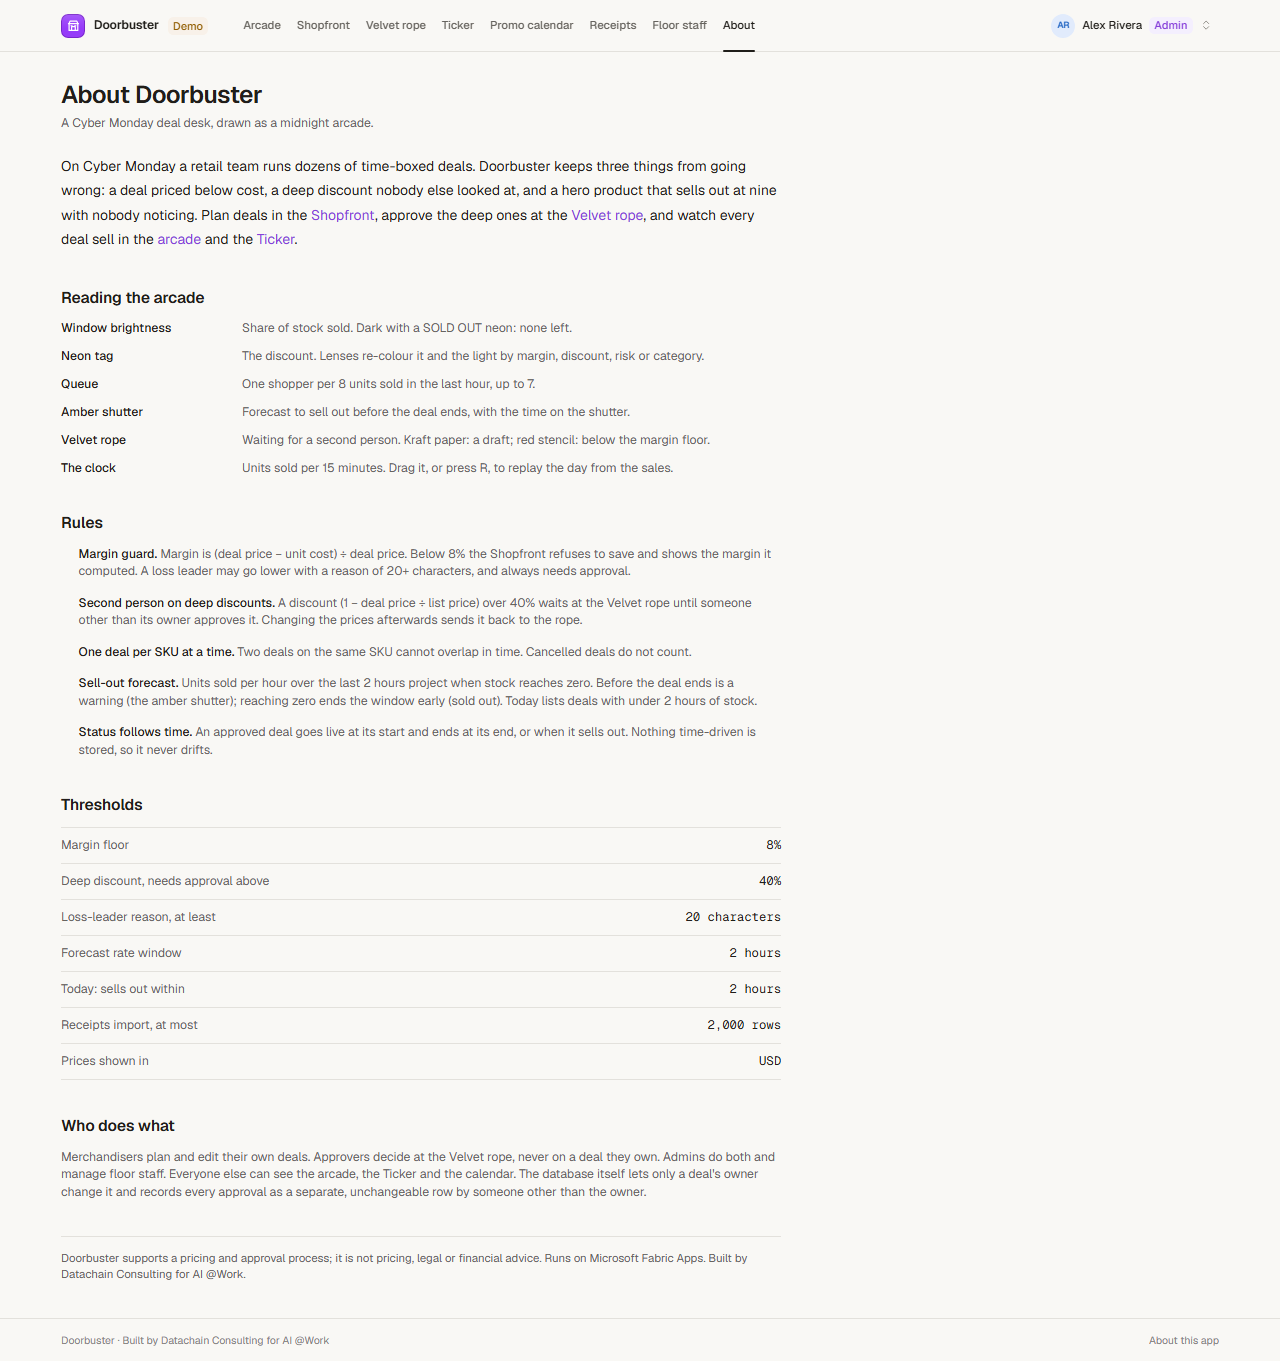 Doorbuster Demo Arcade Shopfront Velvet rope Ticker Promo calendar Receipts Floor staff About AR Alex Rivera Admin
About Doorbuster
A Cyber Monday deal desk, drawn as a midnight arcade.
On Cyber Monday a retail team runs dozens of time-boxed deals. Doorbuster keeps three things from going
wrong: a deal priced below cost, a deep discount nobody else looked at, and a hero product that sells out at nine
with nobody noticing. Plan deals in the Shopfront, approve the deep ones at the Velvet rope, and watch every
deal sell in the arcade and the Ticker.
Reading the arcade
Window brightness Share of stock sold. Dark with a SOLD OUT neon: none left.
Neon tag The discount. Lenses re-colour it and the light by margin, discount, risk or category.
Queue One shopper per 8 units sold in the last hour, up to 7.
Amber shutter Forecast to sell out before the deal ends, with the time on the shutter.
Velvet rope Waiting for a second person. Kraft paper: a draft; red stencil: below the margin floor.
The clock Units sold per 15 minutes. Drag it, or press R, to replay the day from the sales.
Rules
Margin guard. Margin is (deal price − unit cost) ÷ deal price. Below 8% the Shopfront refuses to save and shows the margin it
computed. A loss leader may go lower with a reason of 20+ characters, and always needs approval.
Second person on deep discounts. A discount (1 − deal price ÷ list price) over 40% waits at the Velvet rope until someone
other than its owner approves it. Changing the prices afterwards sends it back to the rope.
One deal per SKU at a time. Two deals on the same SKU cannot overlap in time. Cancelled deals do not count.
Sell-out forecast. Units sold per hour over the last 2 hours project when stock reaches zero. Before the deal ends is a
warning (the amber shutter); reaching zero ends the window early (sold out). Today lists deals with under 2 hours of stock.
Status follows time. An approved deal goes live at its start and ends at its end, or when it sells out. Nothing time-driven is
stored, so it never drifts.
Thresholds
Margin floor 8%
Deep discount, needs approval above 40%
Loss-leader reason, at least 20 characters
Forecast rate window 2 hours
Today: sells out within 2 hours
Receipts import, at most 2,000 rows
Prices shown in USD
Who does what
Merchandisers plan and edit their own deals. Approvers decide at the Velvet rope, never on a deal they own. Admins do both and
manage floor staff. Everyone else can see the arcade, the Ticker and the calendar. The database itself lets only a deal's owner
change it and records every approval as a separate, unchangeable row by someone other than the owner.
Doorbuster supports a pricing and approval process; it is not pricing, legal or financial advice. Runs on Microsoft Fabric Apps. Built by
Datachain Consulting for AI @Work.
Doorbuster · Built by Datachain Consulting for AI @Work About this app